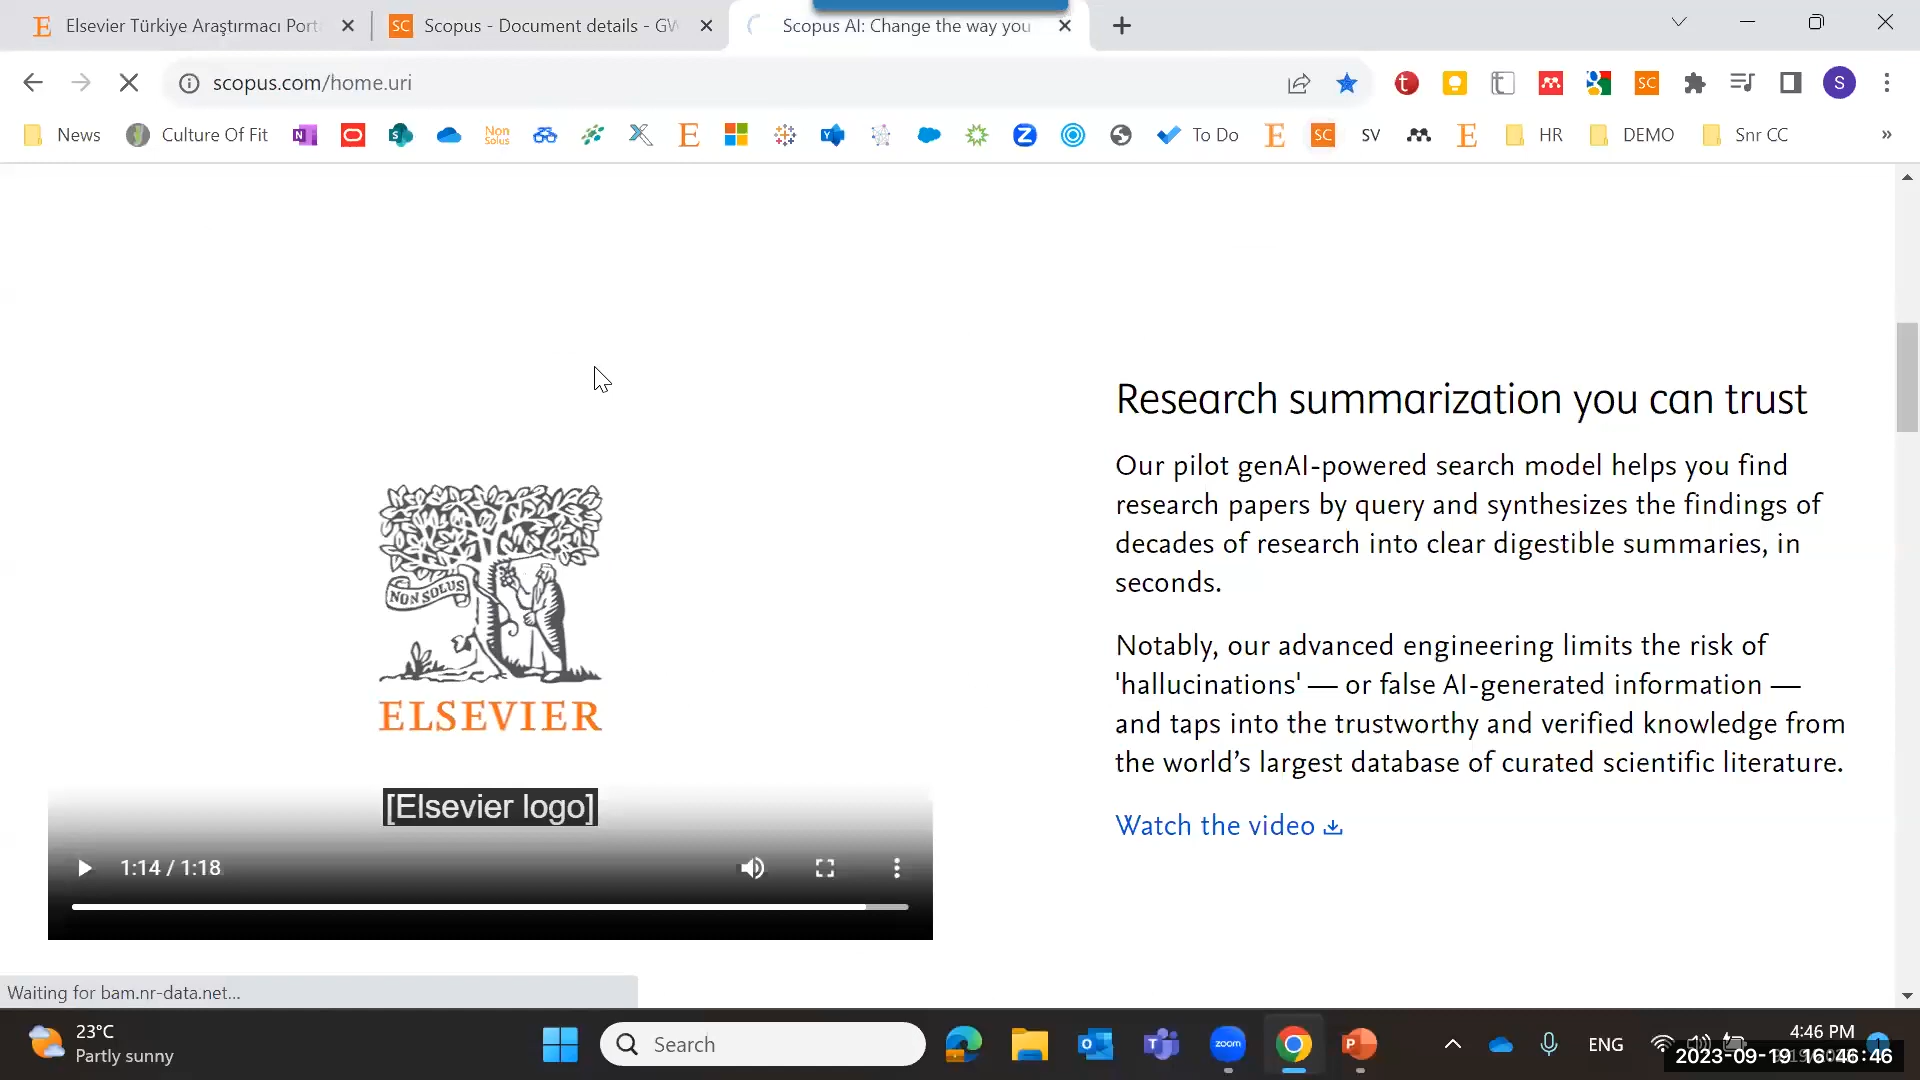 Elsevier Türkiye Araştırmacı Port
Scopus - Document details - GW
Scopus AI: Change the way you
scopus.com/home.uri
News
Culture Of Fit
Non Solus
To Do
SC
SV
HR
DEMO
Snr CC
Research summarization you can trust
Our pilot genAI-powered search model helps you find
research papers by query and synthesizes the findings of
decades of research into clear digestible summaries, in
seconds.
Notably, our advanced engineering limits the risk of
'hallucinations' — or false AI-generated information —
and taps into the trustworthy and verified knowledge from
the world’s largest database of curated scientific literature.
Watch the video
NON SOLUS
ELSEVIER
[Elsevier logo]
1:14 / 1:18
Waiting for bam.nr-data.net...
23°C
Partly sunny
Search
zoom
ENG
4:46 PM
2023-09-19 16:46:46